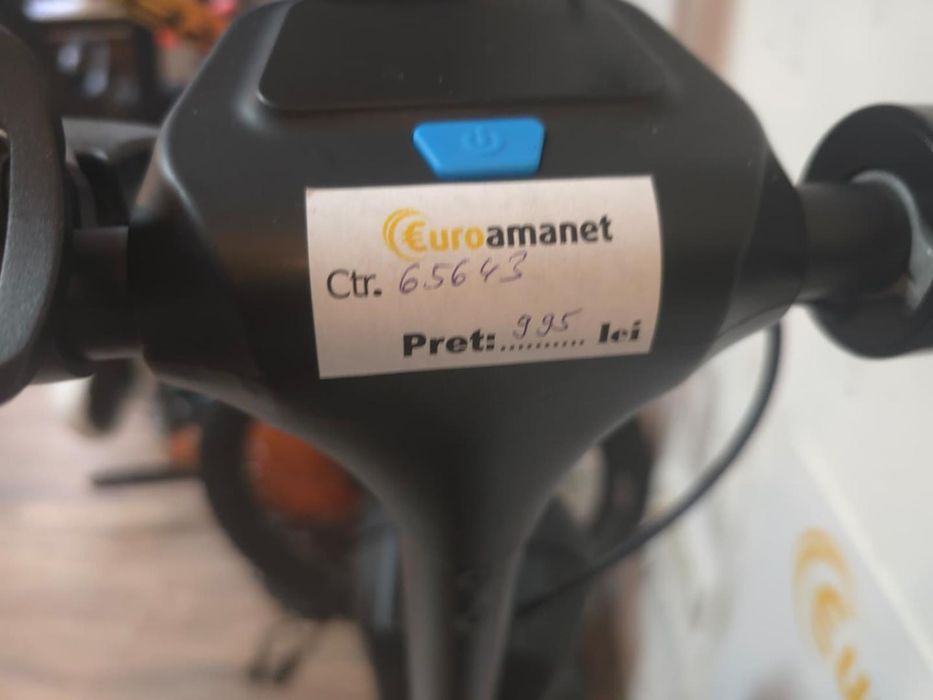 €uroamanet
Ctr. 65643
Pret: 995 lei